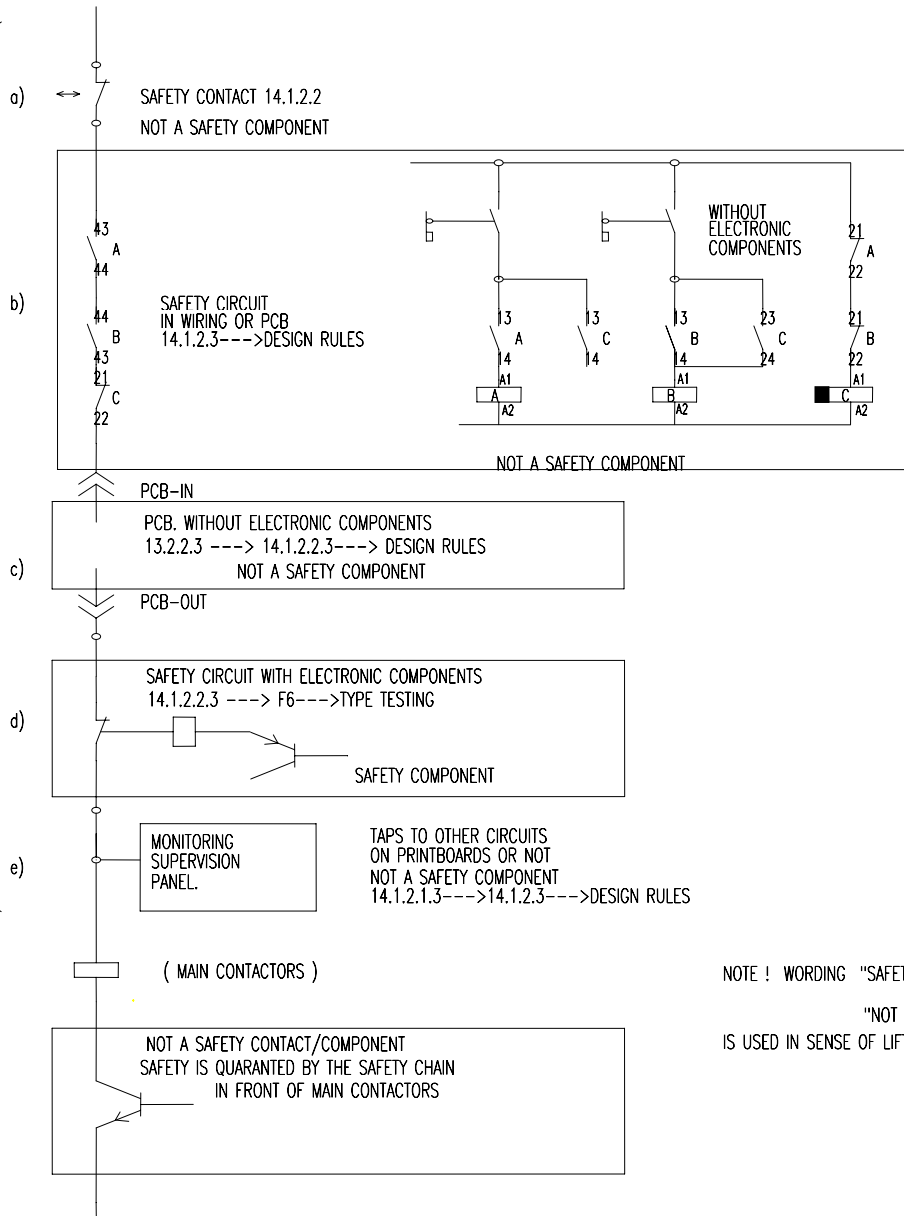 a)
SAFETY CONTACT 14.1.2.2
NOT A SAFETY COMPONENT
b)
43
A
44
44
B
43
21
C
22
SAFETY CIRCUIT
IN WIRING OR PCB
14.1.2.3--->DESIGN RULES
WITHOUT
ELECTRONIC
COMPONENTS
21
A
22
13
A
14
13
C
14
13
B
14
23
C
24
21
B
22
A1
A
A2
A1
B
A2
A1
C
A2
NOT A SAFETY COMPONENT
PCB-IN
c)
PCB. WITHOUT ELECTRONIC COMPONENTS
13.2.2.3 ---> 14.1.2.2.3---> DESIGN RULES
NOT A SAFETY COMPONENT
PCB-OUT
d)
SAFETY CIRCUIT WITH ELECTRONIC COMPONENTS
14.1.2.2.3 ---> F6--->TYPE TESTING
SAFETY COMPONENT
e)
MONITORING
SUPERVISION
PANEL.
TAPS TO OTHER CIRCUITS
ON PRINTBOARDS OR NOT
NOT A SAFETY COMPONENT
14.1.2.1.3--->14.1.2.3--->DESIGN RULES
( MAIN CONTACTORS )
NOTE ! WORDING "SAFET
"NOT
IS USED IN SENSE OF LIFT
NOT A SAFETY CONTACT/COMPONENT
SAFETY IS QUARANTED BY THE SAFETY CHAIN
IN FRONT OF MAIN CONTACTORS